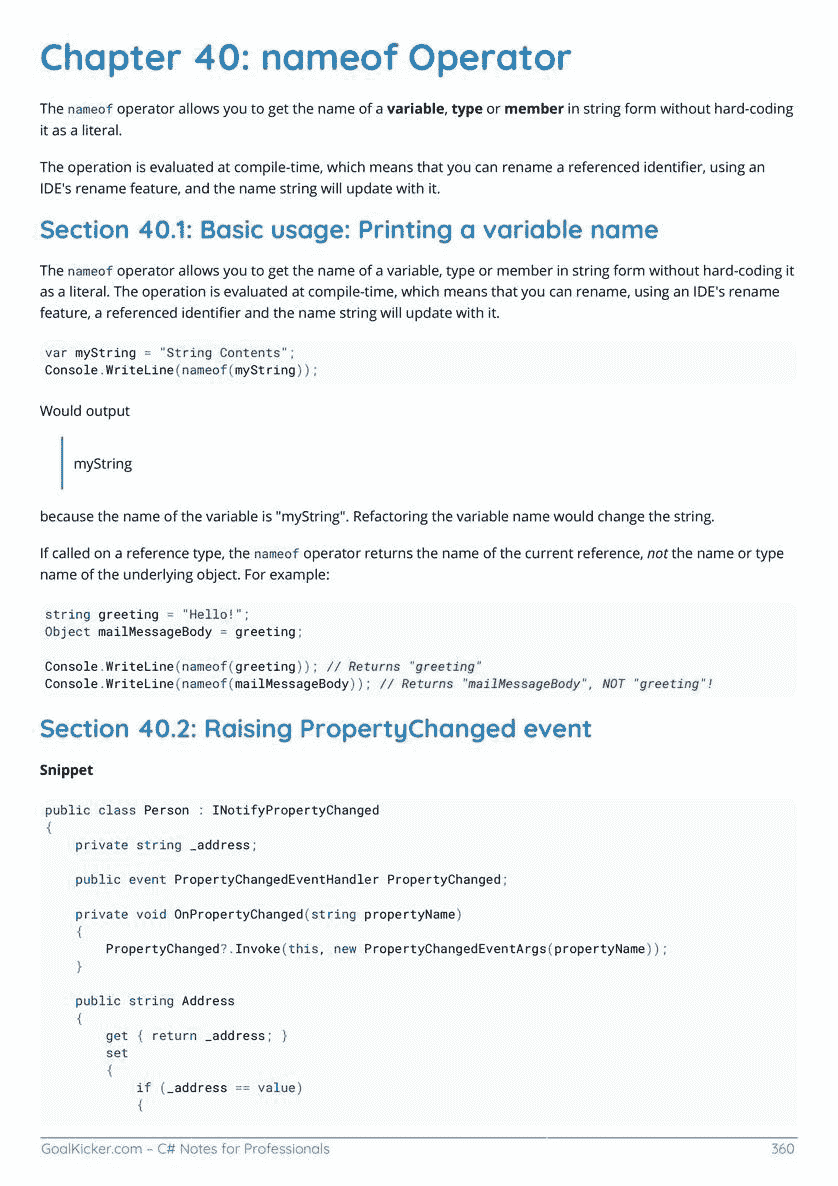 Chapter 40: nameof Operator
The nameof operator allows you to get the name of a variable, type or member in string form without hard-coding
it as a literal.
The operation is evaluated at compile-time, which means that you can rename a referenced identifier, using an
IDE's rename feature, and the name string will update with it.
Section 40.1: Basic usage: Printing a variable name
The nameof operator allows you to get the name of a variable, type or member in string form without hard-coding it
as a literal. The operation is evaluated at compile-time, which means that you can rename, using an IDE's rename
feature, a referenced identifier and the name string will update with it.
var myString = "String Contents";
Console.WriteLine(nameof(myString));
Would output
myString
because the name of the variable is "myString". Refactoring the variable name would change the string.
If called on a reference type, the nameof operator returns the name of the current reference, not the name or type
name of the underlying object. For example:
string greeting = "Hello!";
Object mailMessageBody = greeting;
Console.WriteLine(nameof(greeting)); // Returns "greeting"
Console.WriteLine(nameof(mailMessageBody)); // Returns "mailMessageBody", NOT "greeting"!
Section 40.2: Raising PropertyChanged event
Snippet
public class Person : INotifyPropertyChanged
{
    private string _address;
    public event PropertyChangedEventHandler PropertyChanged;
    private void OnPropertyChanged(string propertyName)
    {
        PropertyChanged?.Invoke(this, new PropertyChangedEventArgs(propertyName));
    }
    public string Address
    {
        get { return _address; }
        set
        {
            if (_address == value)
            {
GoalKicker.com – C# Notes for Professionals 360